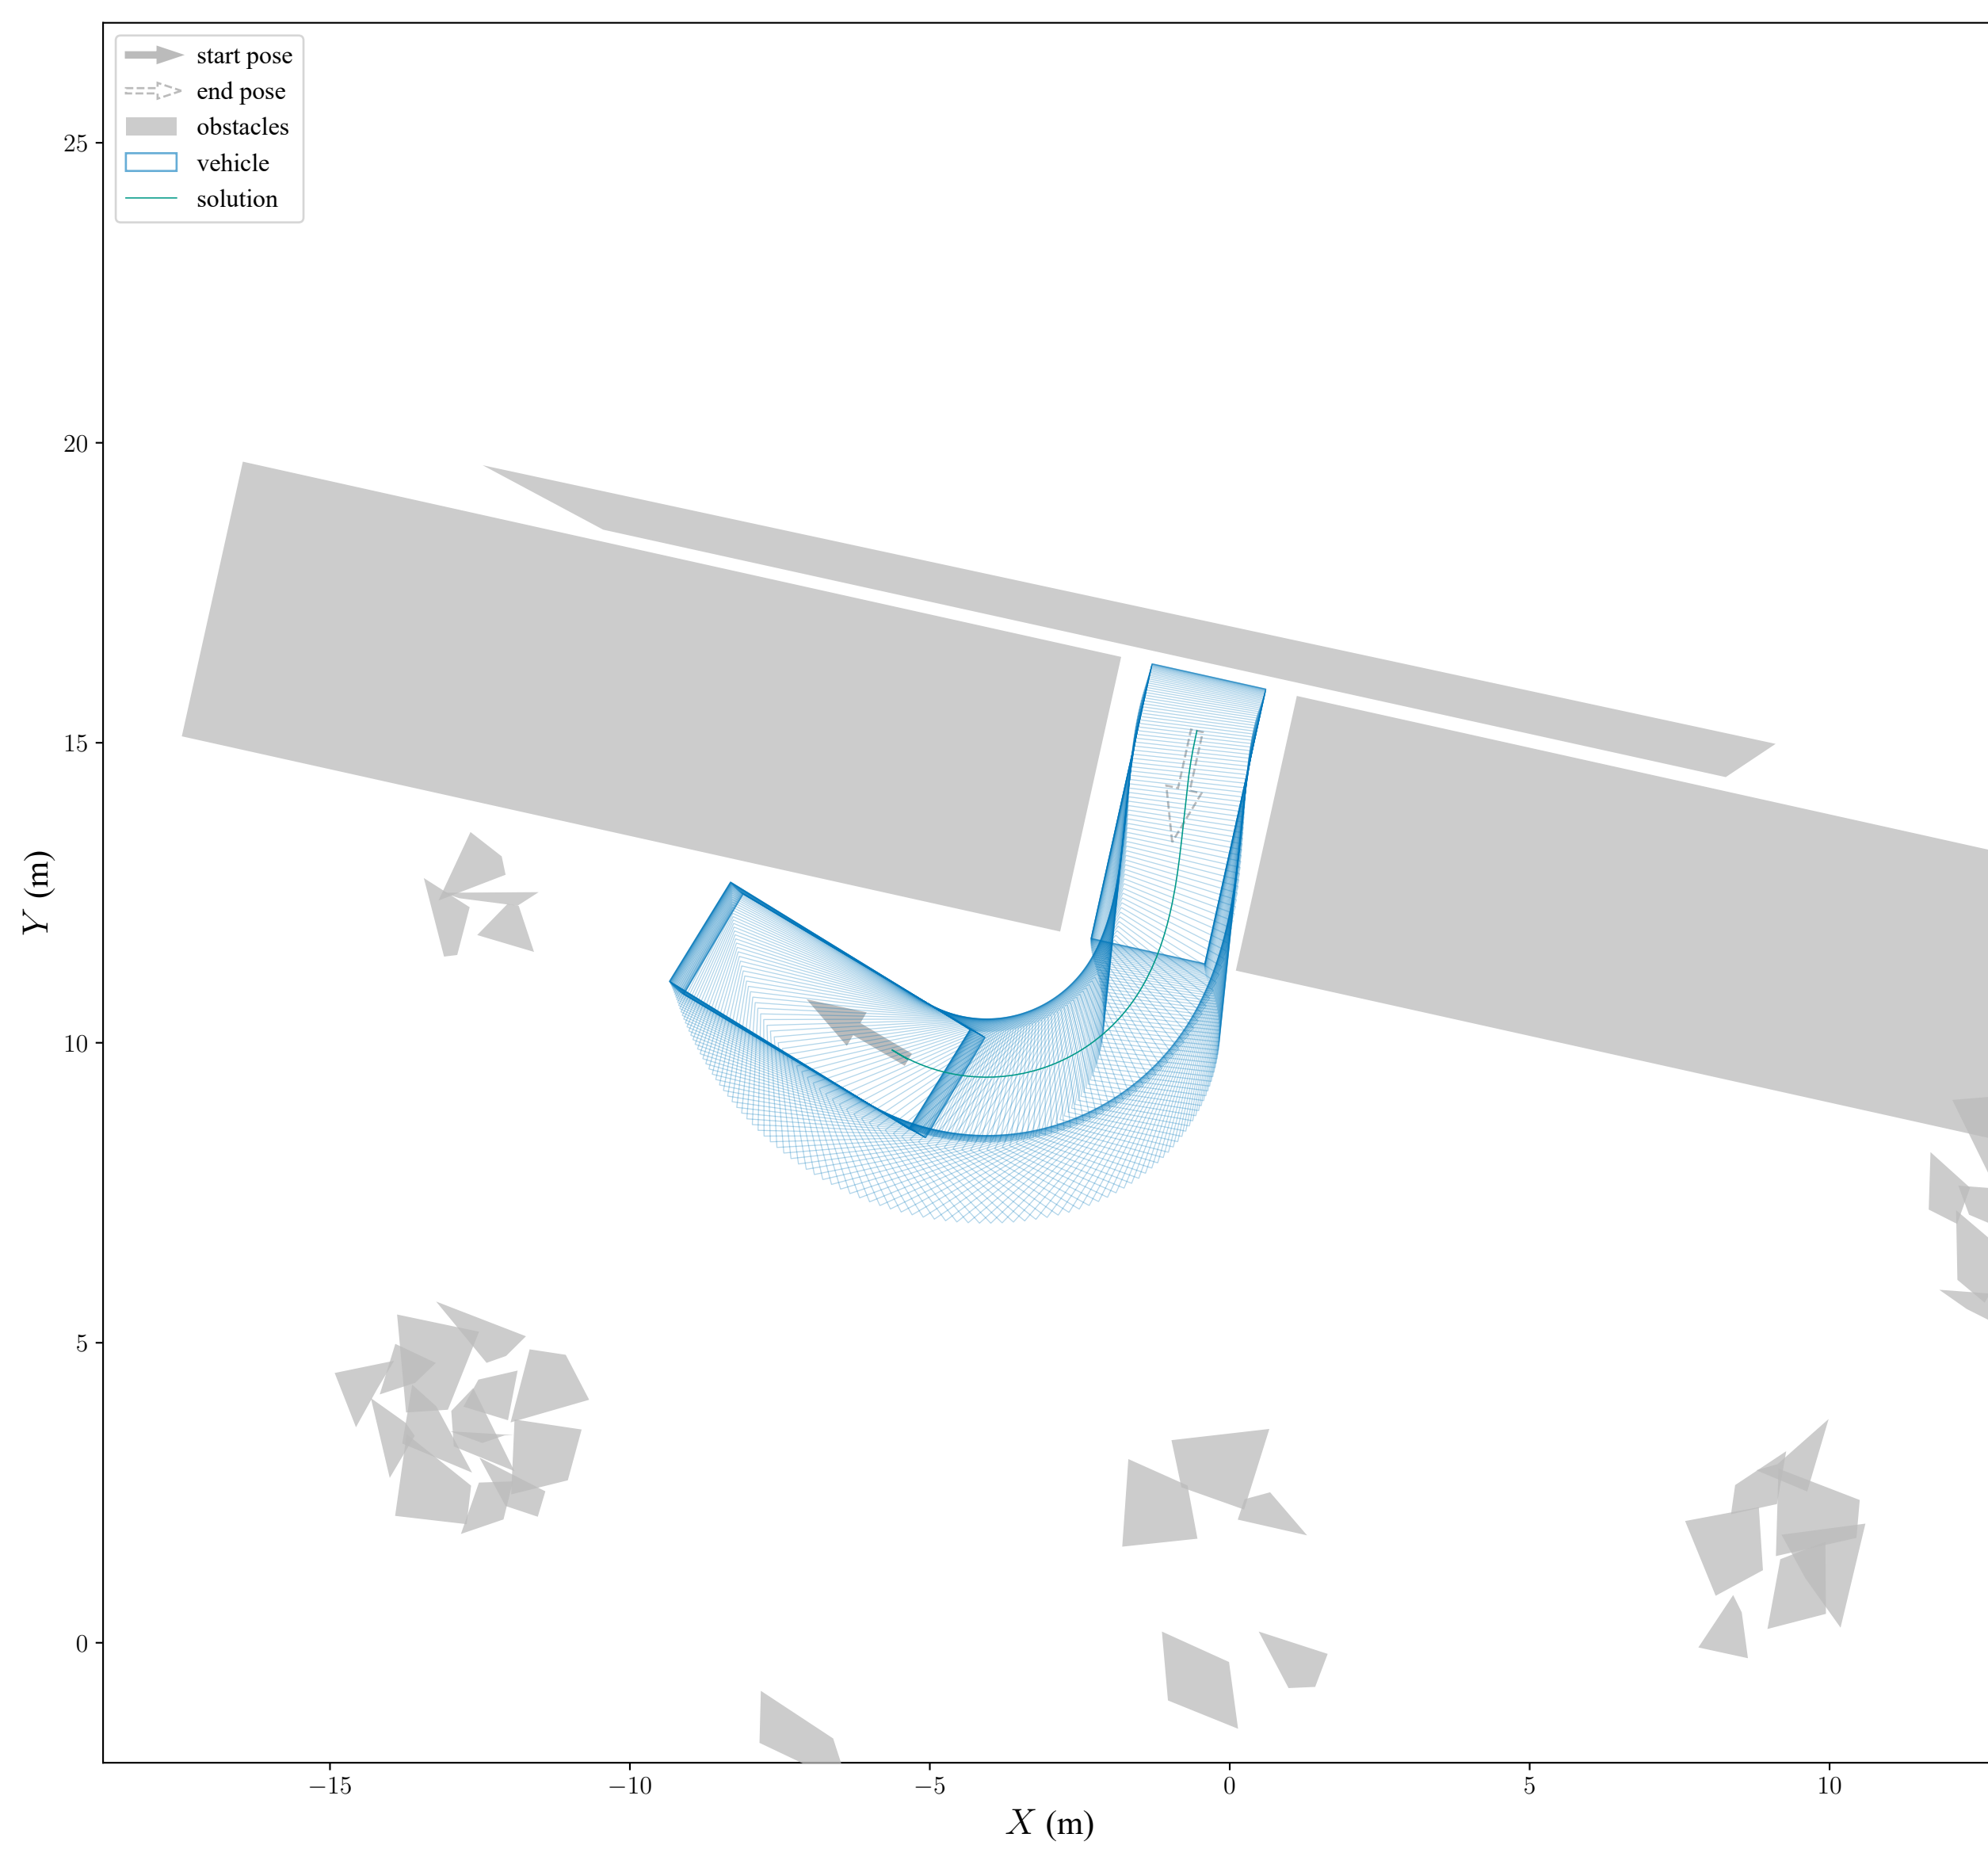 start pose
end pose
obstacles
vehicle
solution
25
20
15
10
5
0
Y (m)
−15
−10
−5
0
5
10
X (m)